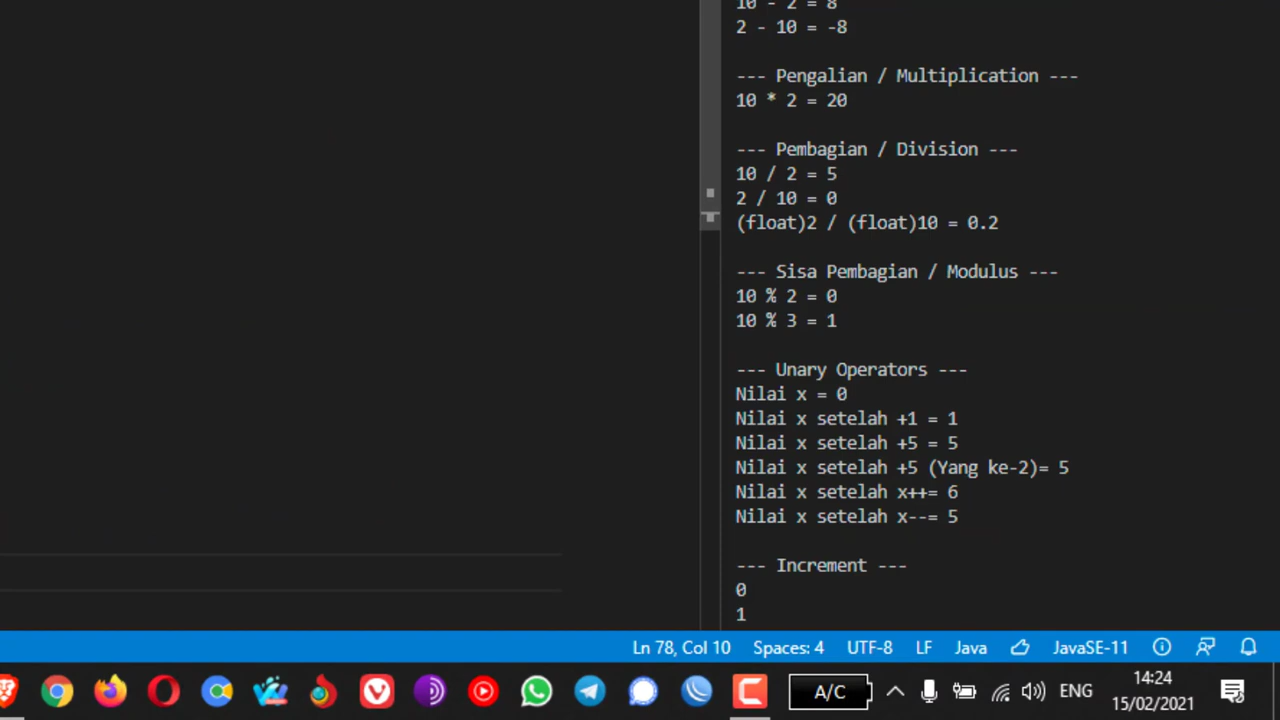 10 - 2 = 8
2 - 10 = -8
--- Pengalian / Multiplication ---
10 * 2 = 20
--- Pembagian / Division ---
10 / 2 = 5
2 / 10 = 0
(float)2 / (float)10 = 0.2
--- Sisa Pembagian / Modulus ---
10 % 2 = 0
10 % 3 = 1
--- Unary Operators ---
Nilai x = 0
Nilai x setelah +1 = 1
Nilai x setelah +5 = 5
Nilai x setelah +5 (Yang ke-2)= 5
Nilai x setelah x++= 6
Nilai x setelah x--= 5
--- Increment ---
0
1
Ln 78, Col 10 Spaces: 4 UTF-8 LF Java JavaSE-11
A/C ENG 14:24
15/02/2021